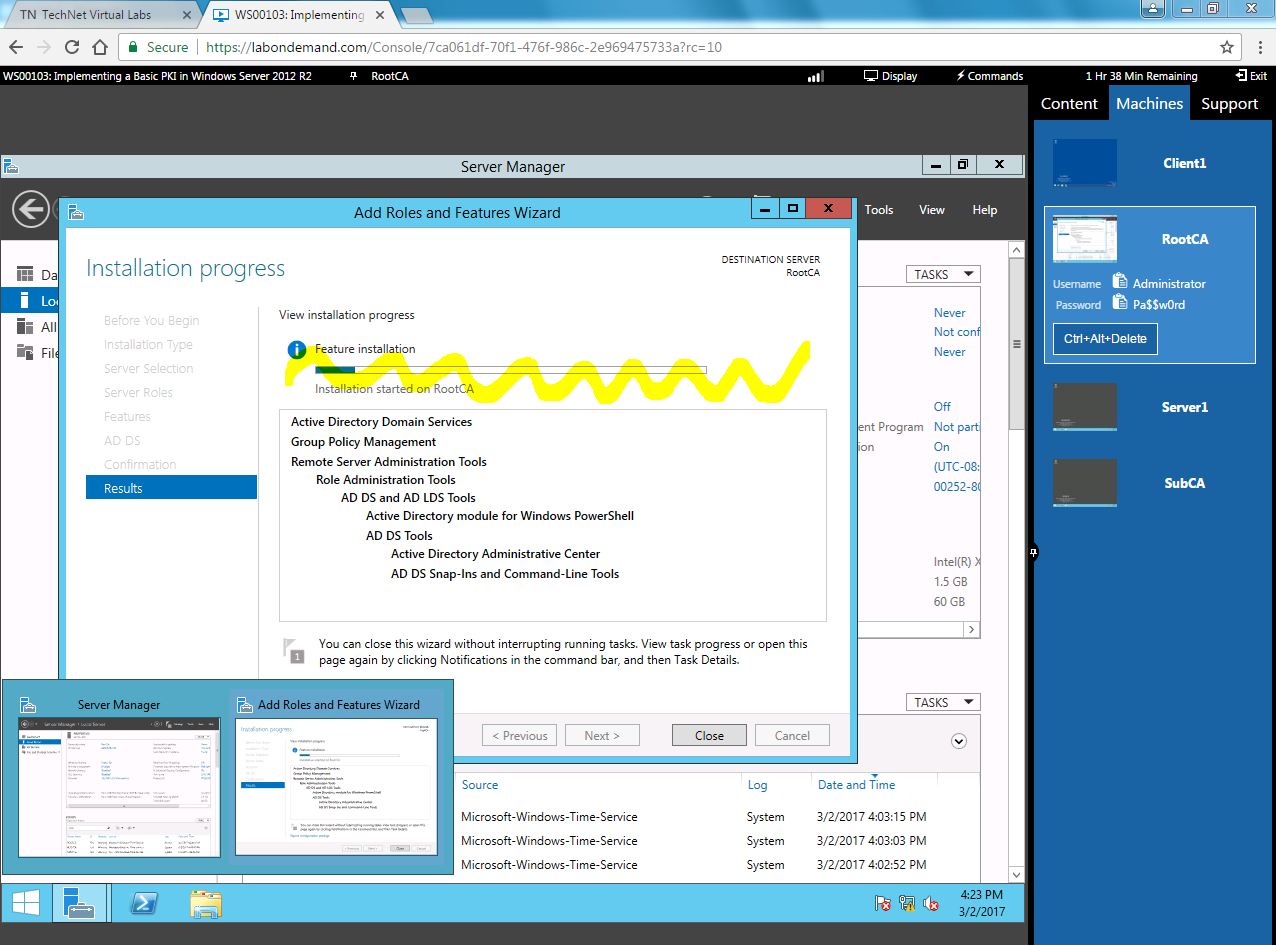 TN TechNet Virtual Labs
WS00103: Implementing
Secure
https://labondemand.com/Console/7ca061df-70f1-476f-986c-2e969475733a?rc=10
WS00103: Implementing a Basic PKI in Windows Server 2012 R2
RootCA
Display
Commands
1 Hr 38 Min Remaining
Exit
Content
Machines
Support
Client1
RootCA
Username
Administrator
Password
Pa$$w0rd
Ctrl+Alt+Delete
Server1
SubCA
Server Manager
Tools
View
Help
Da
Loc
All
File
Add Roles and Features Wizard
Installation progress
DESTINATION SERVER
RootCA
Before You Begin
Installation Type
Server Selection
Server Roles
Features
AD DS
Confirmation
Results
View installation progress
Feature installation
Installation started on RootCA
Active Directory Domain Services
Group Policy Management
Remote Server Administration Tools
Role Administration Tools
AD DS and AD LDS Tools
Active Directory module for Windows PowerShell
AD DS Tools
Active Directory Administrative Center
AD DS Snap-Ins and Command-Line Tools
1
You can close this wizard without interrupting running tasks. View task progress or open this
page again by clicking Notifications in the command bar, and then Task Details.
< Previous
Next >
Close
Cancel
TASKS
Never
Not conf
Never
Off
ent Program
Not parti
ion
On
(UTC-08:
00252-80
Intel(R) X
1.5 GB
60 GB
TASKS
Source
Log
Date and Time
Microsoft-Windows-Time-Service
System
3/2/2017 4:03:15 PM
Microsoft-Windows-Time-Service
System
3/2/2017 4:03:03 PM
Microsoft-Windows-Time-Service
System
3/2/2017 4:02:52 PM
Server Manager
Add Roles and Features Wizard
Installation progress
4:23 PM
3/2/2017